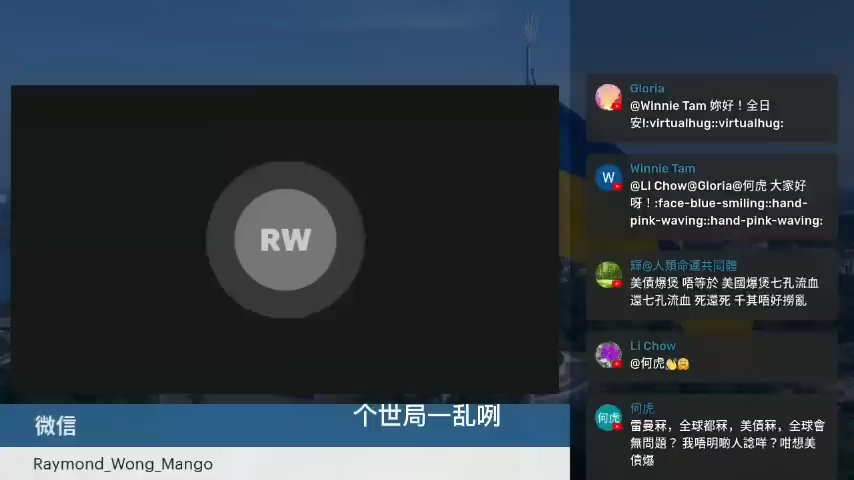 RW
个世局一乱咧
微信
Raymond_Wong_Mango
Gloria
@Winnie Tam 妳好！全日
安!:virtualhug::virtualhug:
W
Winnie Tam
@Li Chow@Gloria@何虎 大家好
呀！:face-blue-smiling::hand-
pink-waving::hand-pink-waving:
輝@人類命運共同體
美債爆煲 唔等於 美國爆煲七孔流血
還七孔流血 死還死 千其唔好撈亂
Li Chow
@何虎
何虎
何虎
雷曼冧，全球都冧，美債冧，全球會
無問題？ 我唔明啲人諗咩？咁想美
債爆